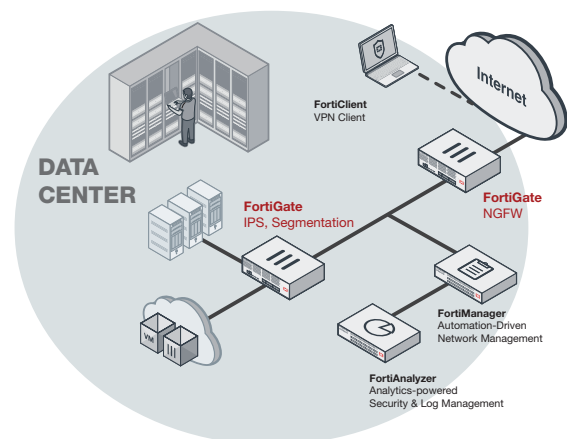 Internet
FortiClient
VPN Client
DATA
CENTER
FortiGate
NGFW
FortiGate
IPS, Segmentation
VM
FortiManager
Automation-Driven
Network Management
FortiAnalyzer
Analytics-powered
Security & Log Management